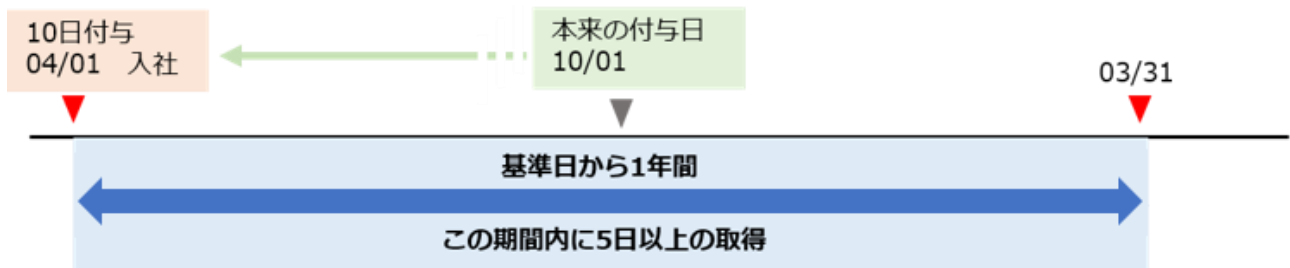 10日付与
04/01　入社
本来の付与日
10/01
03/31
基準日から1年間
この期間内に5日以上の取得